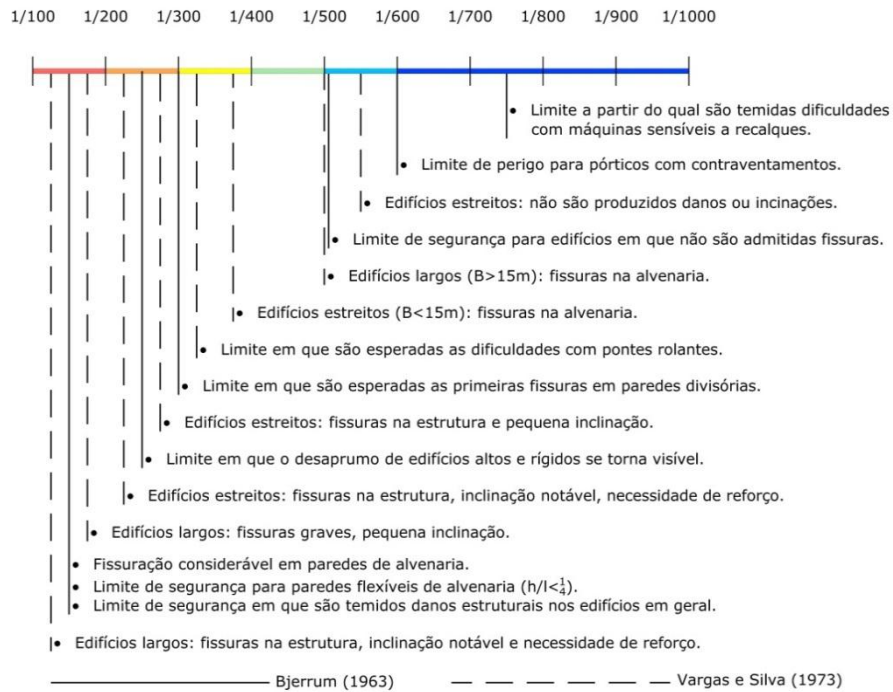 1/100 1/200 1/300 1/400 1/500 1/600 1/700 1/800 1/900 1/1000
• Limite a partir do qual são temidas dificuldades
com máquinas sensíveis a recalques.
• Limite de perigo para pórticos com contraventamentos.
• Edifícios estreitos: não são produzidos danos ou incinações.
• Limite de segurança para edifícios em que não são admitidas fissuras.
• Edifícios largos (B>15m): fissuras na alvenaria.
• Edifícios estreitos (B<15m): fissuras na alvenaria.
• Limite em que são esperadas as dificuldades com pontes rolantes.
• Limite em que são esperadas as primeiras fissuras em paredes divisórias.
• Edifícios estreitos: fissuras na estrutura e pequena inclinação.
• Limite em que o desaprumo de edifícios altos e rígidos se torna visível.
• Edifícios estreitos: fissuras na estrutura, inclinação notável, necessidade de reforço.
• Edifícios largos: fissuras graves, pequena inclinação.
• Fissuração considerável em paredes de alvenaria.
• Limite de segurança para paredes flexíveis de alvenaria (h/l<1/4).
• Limite de segurança em que são temidos danos estruturais nos edifícios em geral.
• Edifícios largos: fissuras na estrutura, inclinação notável e necessidade de reforço.
Bjerrum (1963) Vargas e Silva (1973)